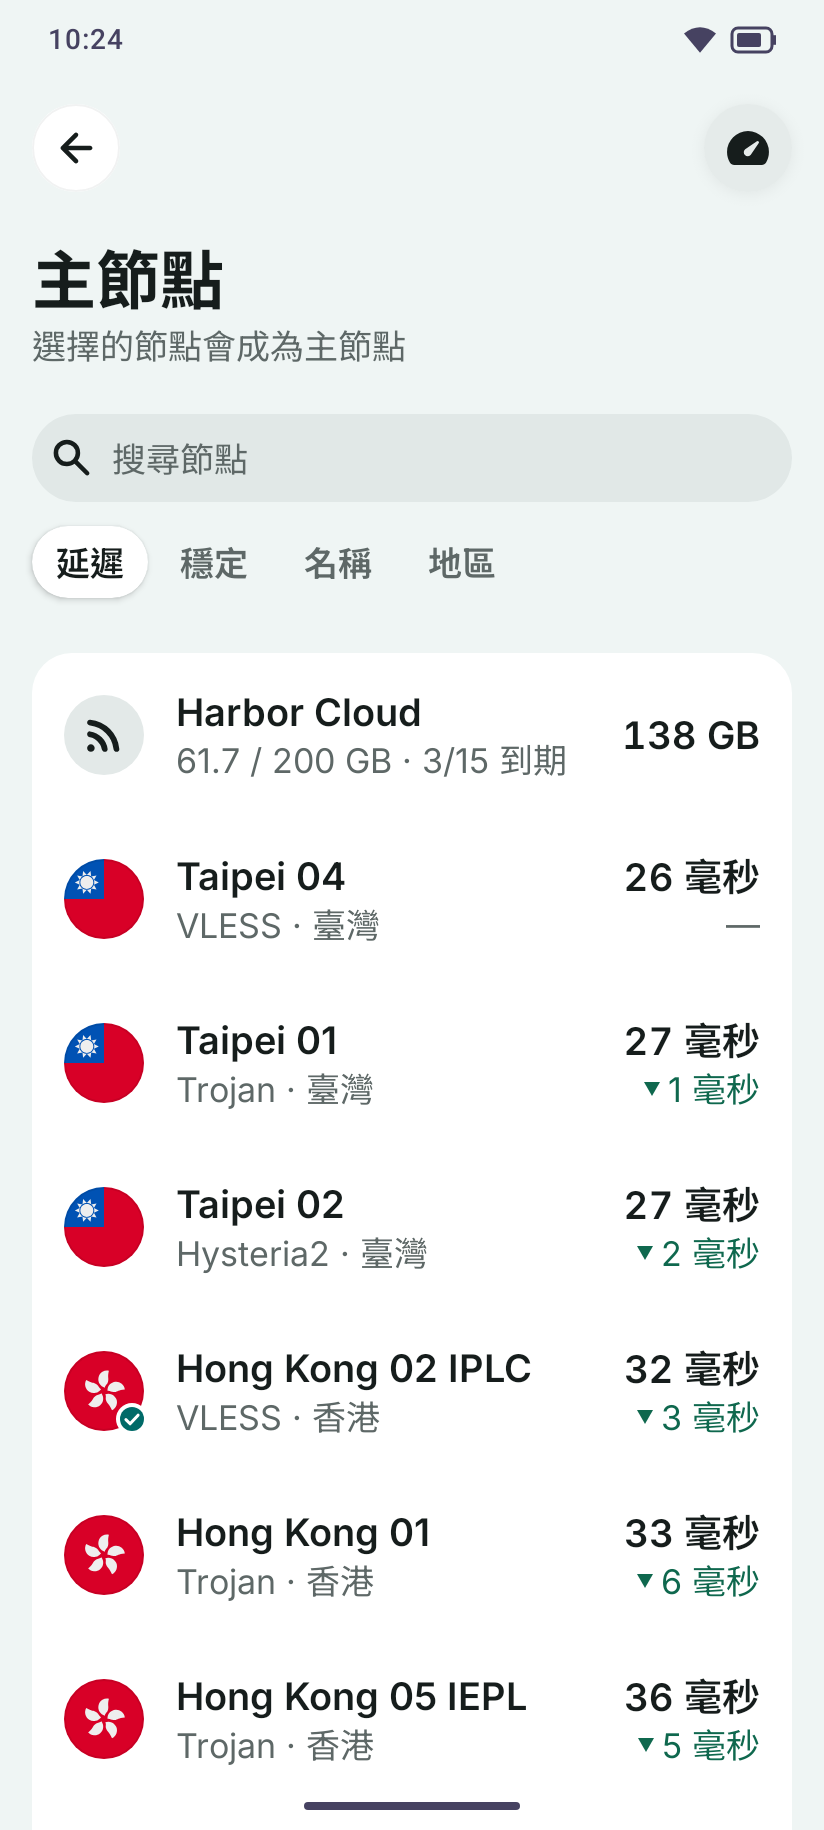 10:24
主節點
選擇的節點會成為主節點
搜尋節點
延遲 穩定 名稱 地區
Harbor Cloud
61.7 / 200 GB · 3/15 到期
138 GB
Taipei 04
VLESS · 臺灣
26 毫秒
—
Taipei 01
Trojan · 臺灣
27 毫秒
▼1 毫秒
Taipei 02
Hysteria2 · 臺灣
27 毫秒
▼2 毫秒
Hong Kong 02 IPLC
VLESS · 香港
32 毫秒
▼3 毫秒
Hong Kong 01
Trojan · 香港
33 毫秒
▼6 毫秒
Hong Kong 05 IEPL
Trojan · 香港
36 毫秒
▼5 毫秒